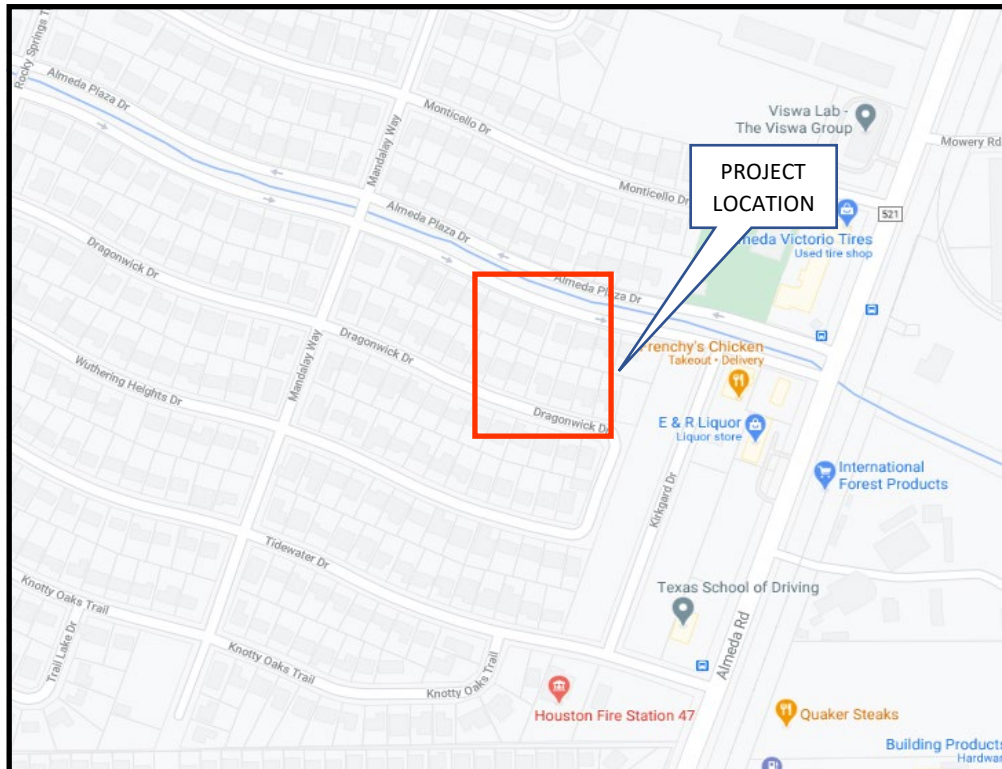 Rocky Springs T
Almeda Plaza Dr
Mandalay Way
Monticello Dr
Viswa Lab -
The Viswa Group
Mowery Rd
PROJECT
LOCATION
Monticello Dr
521
Almeda Plaza Dr
meda Victorio Tires
Used tire shop
Dragonwick Dr
Almeda Plaza Dr
Dragonwick Dr
Frenchy's Chicken
Takeout • Delivery
Wuthering Heights Dr
Mandalay Way
Dragonwick Dr
E & R Liquor
Liquor store
International
Forest Products
Kirkgard Dr
Tidewater Dr
Texas School of Driving
Knotty Oaks Trail
Trail Lake Dr
Almeda Rd
Knotty Oaks Trail
Knotty Oaks Trail
Houston Fire Station 47
Quaker Steaks
Building Products
Hardwar